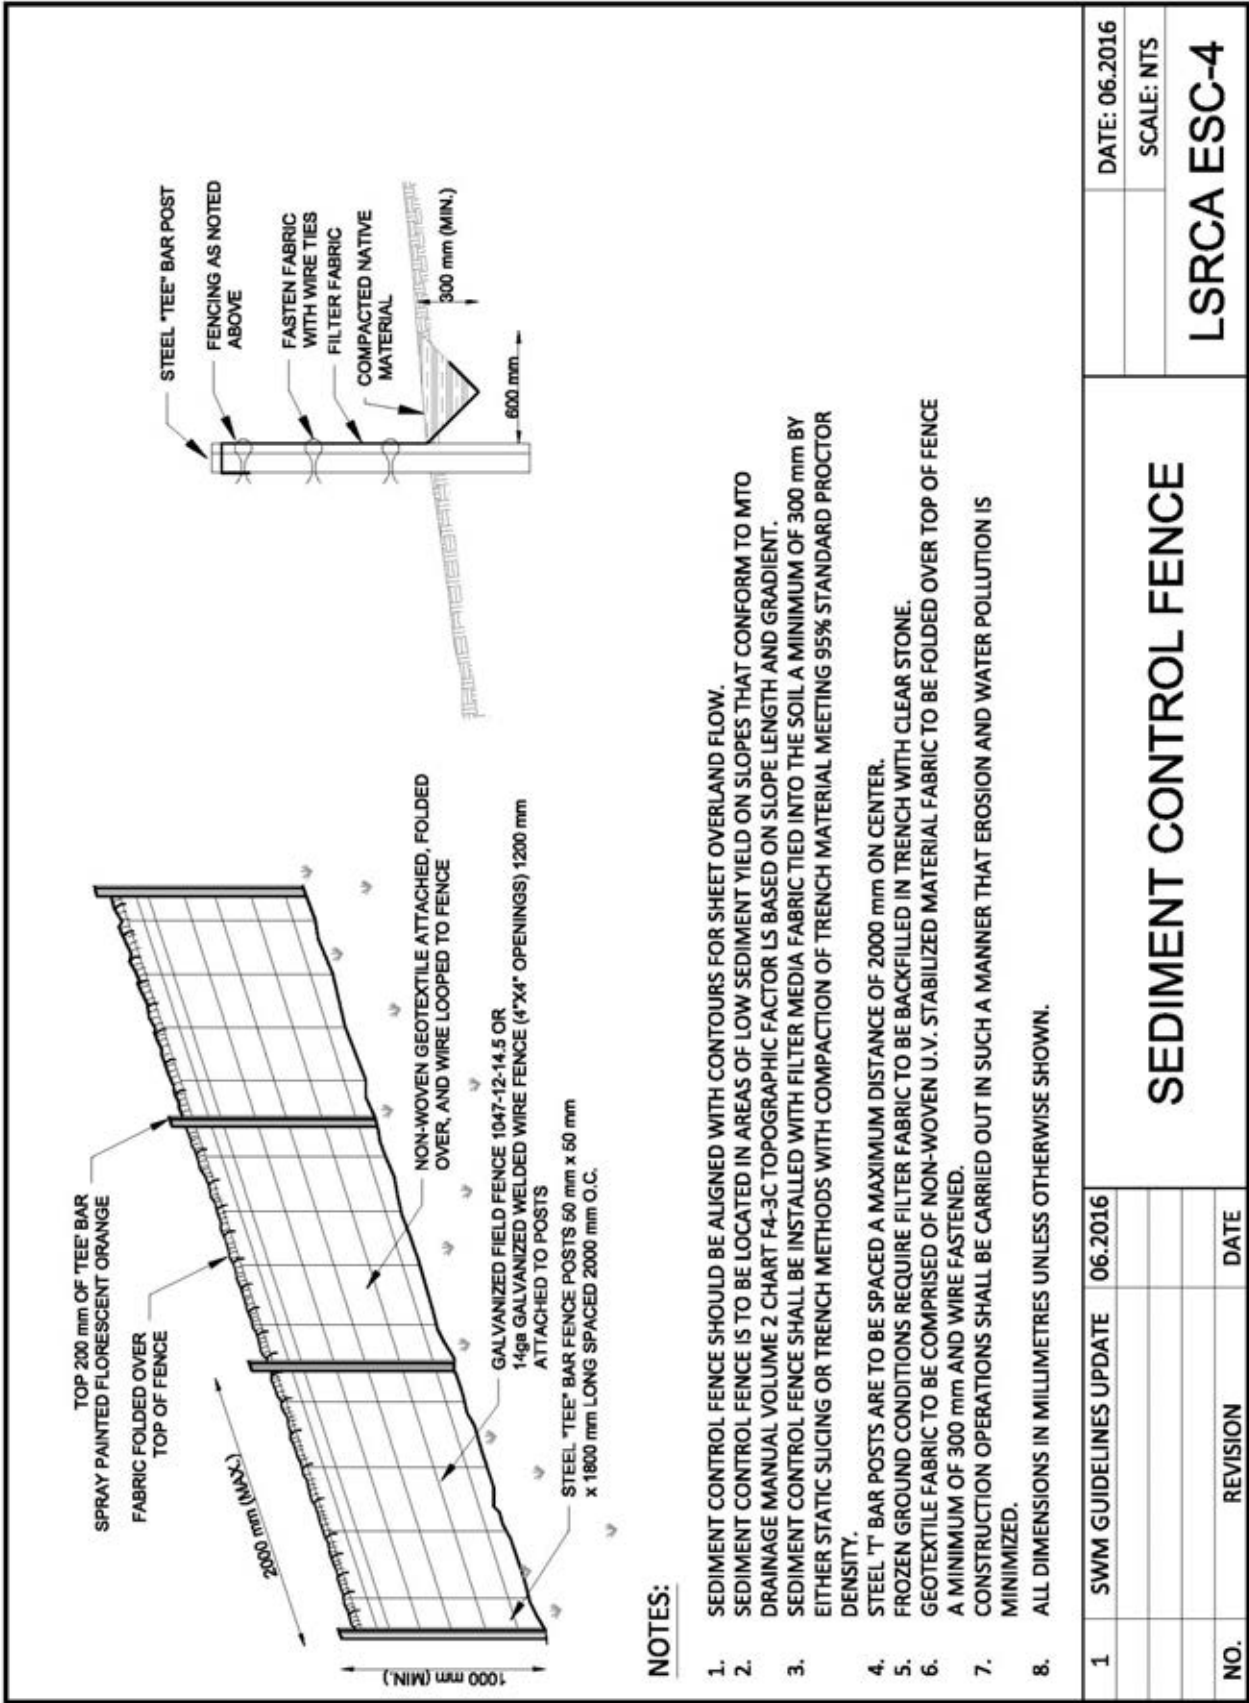 TOP 200 mm OF 'TEE' BAR
SPRAY PAINTED FLORESCENT ORANGE
FABRIC FOLDED OVER
TOP OF FENCE
2000 mm (MAX.)
1000 mm (MIN.)
NON-WOVEN GEOTEXTILE ATTACHED, FOLDED
OVER, AND WIRE LOOPED TO FENCE
GALVANIZED FIELD FENCE 1047-12-14.5 OR
14ga GALVANIZED WELDED WIRE FENCE (4"X4" OPENINGS) 1200 mm
ATTACHED TO POSTS
STEEL "TEE" BAR FENCE POSTS 50 mm x 50 mm
x 1800 mm LONG SPACED 2000 mm O.C.
STEEL "TEE" BAR POST
FENCING AS NOTED
ABOVE
FASTEN FABRIC
WITH WIRE TIES
FILTER FABRIC
COMPACTED NATIVE
MATERIAL
300 mm (MIN.)
600 mm
NOTES:
1. SEDIMENT CONTROL FENCE SHOULD BE ALIGNED WITH CONTOURS FOR SHEET OVERLAND FLOW.
2. SEDIMENT CONTROL FENCE IS TO BE LOCATED IN AREAS OF LOW SEDIMENT YIELD ON SLOPES THAT CONFORM TO MTO
DRAINAGE MANUAL VOLUME 2 CHART F4-3C TOPOGRAPHIC FACTOR LS BASED ON SLOPE LENGTH AND GRADIENT.
3. SEDIMENT CONTROL FENCE SHALL BE INSTALLED WITH FILTER MEDIA FABRIC TIED INTO THE SOIL A MINIMUM OF 300 mm BY
EITHER STATIC SLICING OR TRENCH METHODS WITH COMPACTION OF TRENCH MATERIAL MEETING 95% STANDARD PROCTOR
DENSITY.
4. STEEL 'T' BAR POSTS ARE TO BE SPACED A MAXIMUM DISTANCE OF 2000 mm ON CENTER.
5. FROZEN GROUND CONDITIONS REQUIRE FILTER FABRIC TO BE BACKFILLED IN TRENCH WITH CLEAR STONE.
6. GEOTEXTILE FABRIC TO BE COMPRISED OF NON-WOVEN U.V. STABILIZED MATERIAL FABRIC TO BE FOLDED OVER TOP OF FENCE
A MINIMUM OF 300 mm AND WIRE FASTENED.
7. CONSTRUCTION OPERATIONS SHALL BE CARRIED OUT IN SUCH A MANNER THAT EROSION AND WATER POLLUTION IS
MINIMIZED.
8. ALL DIMENSIONS IN MILLIMETRES UNLESS OTHERWISE SHOWN.
1 SWM GUIDELINES UPDATE 06.2016
NO. REVISION DATE
SEDIMENT CONTROL FENCE
DATE: 06.2016
SCALE: NTS
LSRCA ESC-4